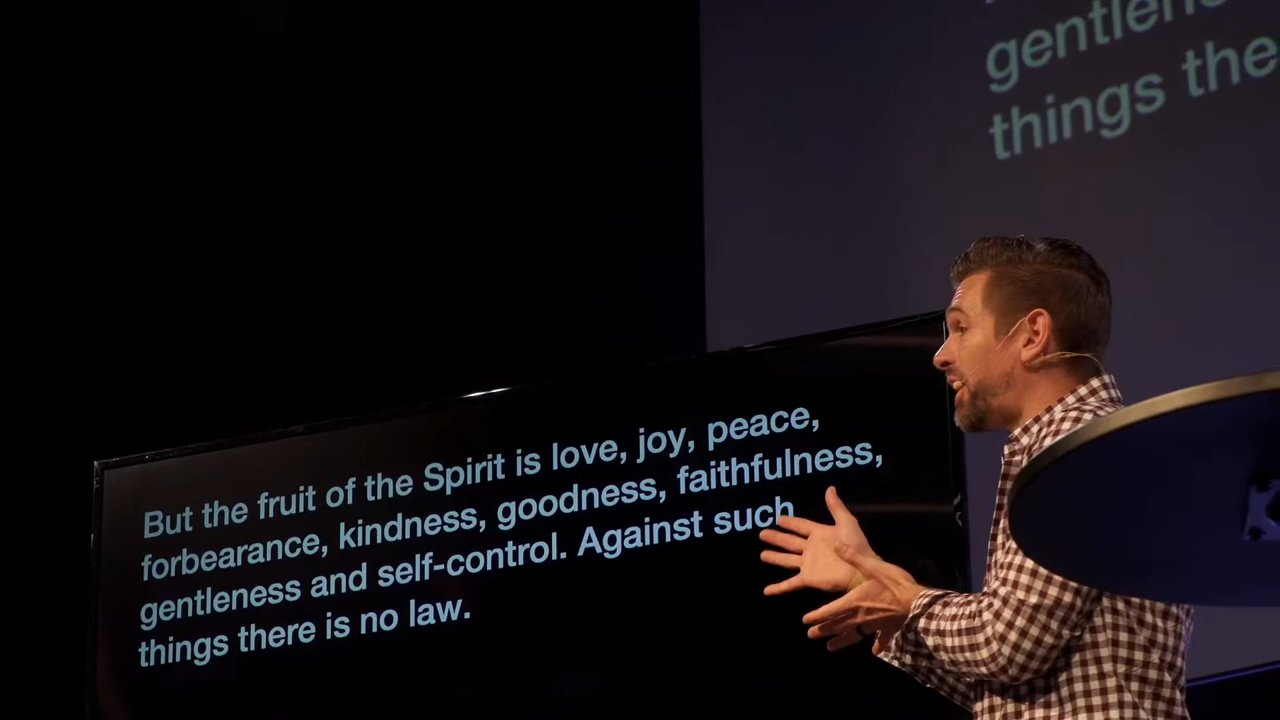 gentlene
things the
But the fruit of the Spirit is love, joy, peace,
forbearance, kindness, goodness, faithfulness,
gentleness and self-control. Against such
things there is no law.